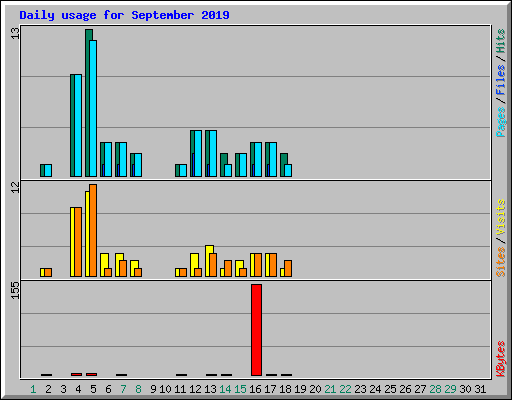 Daily usage for September 2019
13
Pages / Files / Hits
12
Sites / Visits
155
KBytes
1 2 3 4 5 6 7 8 9 10 11 12 13 14 15 16 17 18 19 20 21 22 23 24 25 26 27 28 29 30 31